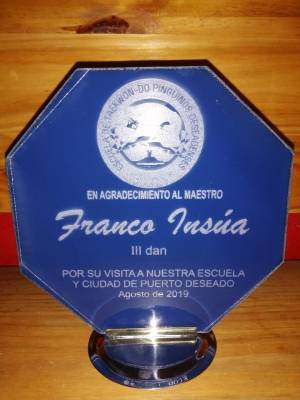 ESCUELA DE TAEKWON-DO PINGUINOS DESEADENSES
EN AGRADECIMIENTO AL MAESTRO
Franco Insúa
III dan
POR SU VISITA A NUESTRA ESCUELA
Y CIUDAD DE PUERTO DESEADO
Agosto de 2019